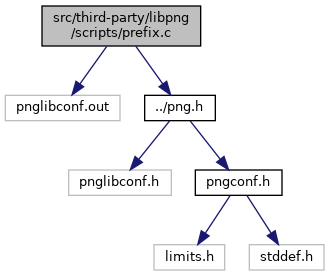 src/third-party/libpng
/scripts/prefix.c
pnglibconf.out
../png.h
pnglibconf.h
pngconf.h
limits.h
stddef.h